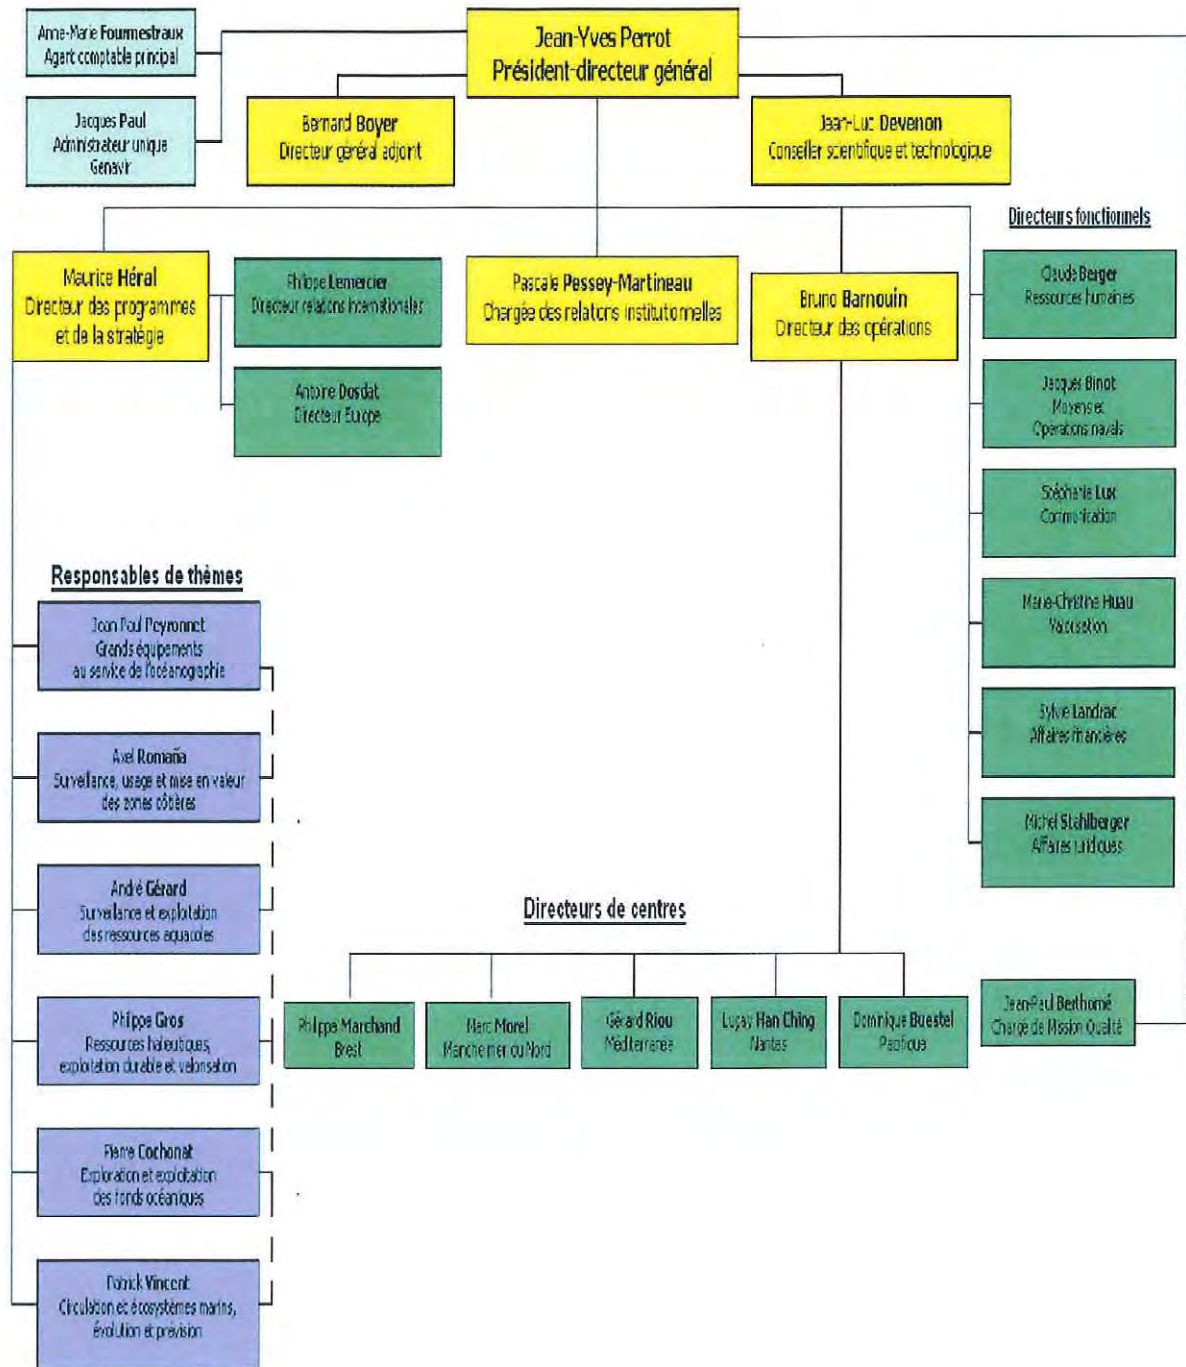 Anne-Marie Fourmestraux
Agent comptable principal
Jacques Paul
Administrateur unique
Genavir
Jean-Yves Perrot
Président-directeur général
Bernard Boyer
Directeur général adjoint
Jean-Luc Devenon
Conseiller scientifique et technologique
Maurice Héral
Directeur des programmes
et de la stratégie
Philippe Lemercier
Directeur relations internationales
Antoine Dosdat
Directeur Europe
Pascale Pessey-Martineau
Chargée des relations institutionnelles
Bruno Barnouin
Directeur des opérations
Directeurs fonctionnels
Claude Berger
Ressources humaines
Jacques Binot
Moyens et
Opérations navals
Stéphanie Lux
Communication
Marie-Christine Huau
Valorisation
Sylvie Landrac
Affaires financières
Michel Stahlberger
Affaires juridiques
Responsables de thèmes
Jean Paul Peyronnet
Grands équipements
au service de l'océanographie
Axel Romaña
Surveillance, usage et mise en valeur
des zones côtières
André Gérard
Surveillance et exploitation
des ressources aquacoles
Philippe Gros
Ressources halieutiques,
exploitation durable et valorisation
Pierre Cochonat
Exploration et exploitation
des fonds océaniques
Patrick Vincent
Circulation et écosystèmes marins,
évolution et prévision
Directeurs de centres
Philippe Marchand
Brest
Marc Morel
Manche mer du Nord
Gérard Riou
Méditerranée
Luçay Han Ching
Nantes
Dominique Buestel
Pacifique
Jean-Paul Berthomé
Chargé de Mission Qualité